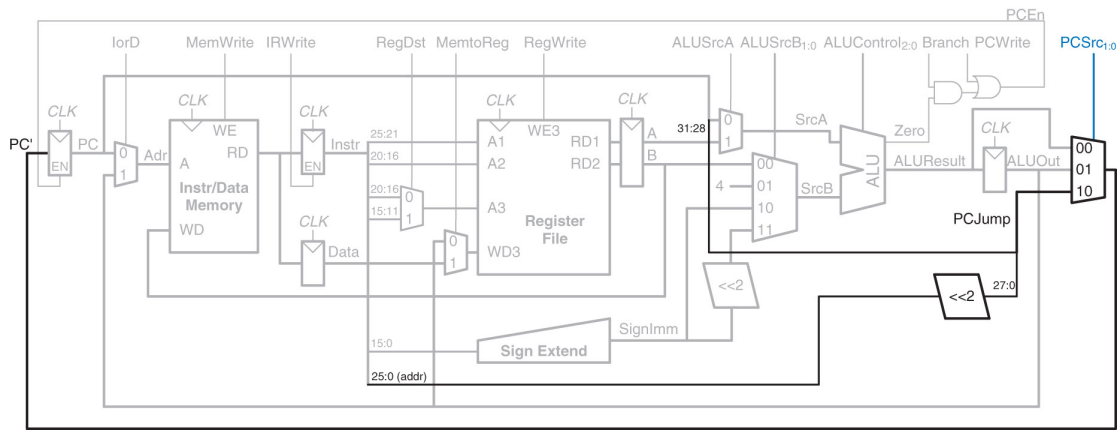 PCEn
IorD MemWrite IRWrite RegDst MemtoReg RegWrite ALUSrcA ALUSrcB1:0 ALUControl2:0 Branch PCWrite PCSrc1:0
CLK CLK CLK CLK CLK CLK
PC' PC EN
0 1 Adr
WE
A RD
Instr/Data
Memory
WD
EN Instr
Data
25:21
20:16
20:16
15:11
0
1
0
1
A1 WE3 RD1
A2 RD2
A3
Register
File
WD3
A
B
31:28
0
1
SrcA
4
00
01
10
11
SrcB
ALU
Zero
ALUResult
CLK
ALUOut
00
01
10
PCJump
<<2
<<2
27:0
15:0
Sign Extend
SignImm
25:0 (addr)